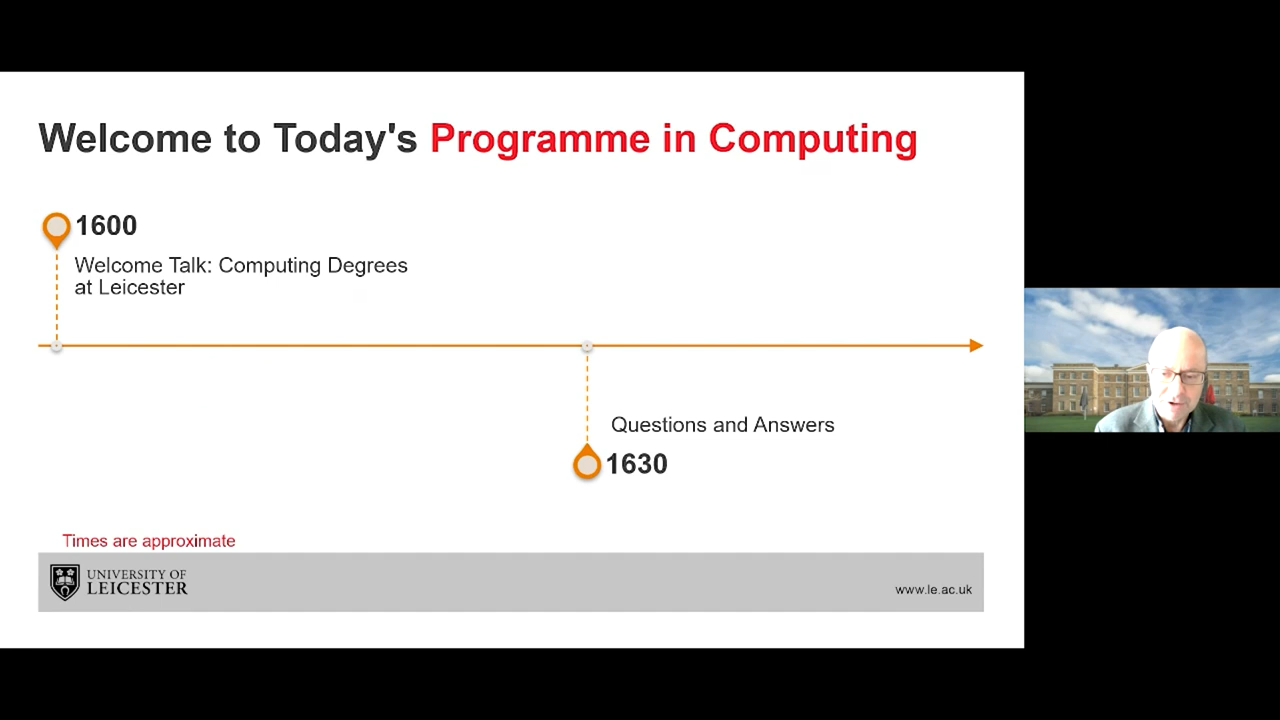 Welcome to Today's Programme in Computing
1600
Welcome Talk: Computing Degrees
at Leicester
Questions and Answers
1630
Times are approximate
UNIVERSITY OF
LEICESTER
www.le.ac.uk